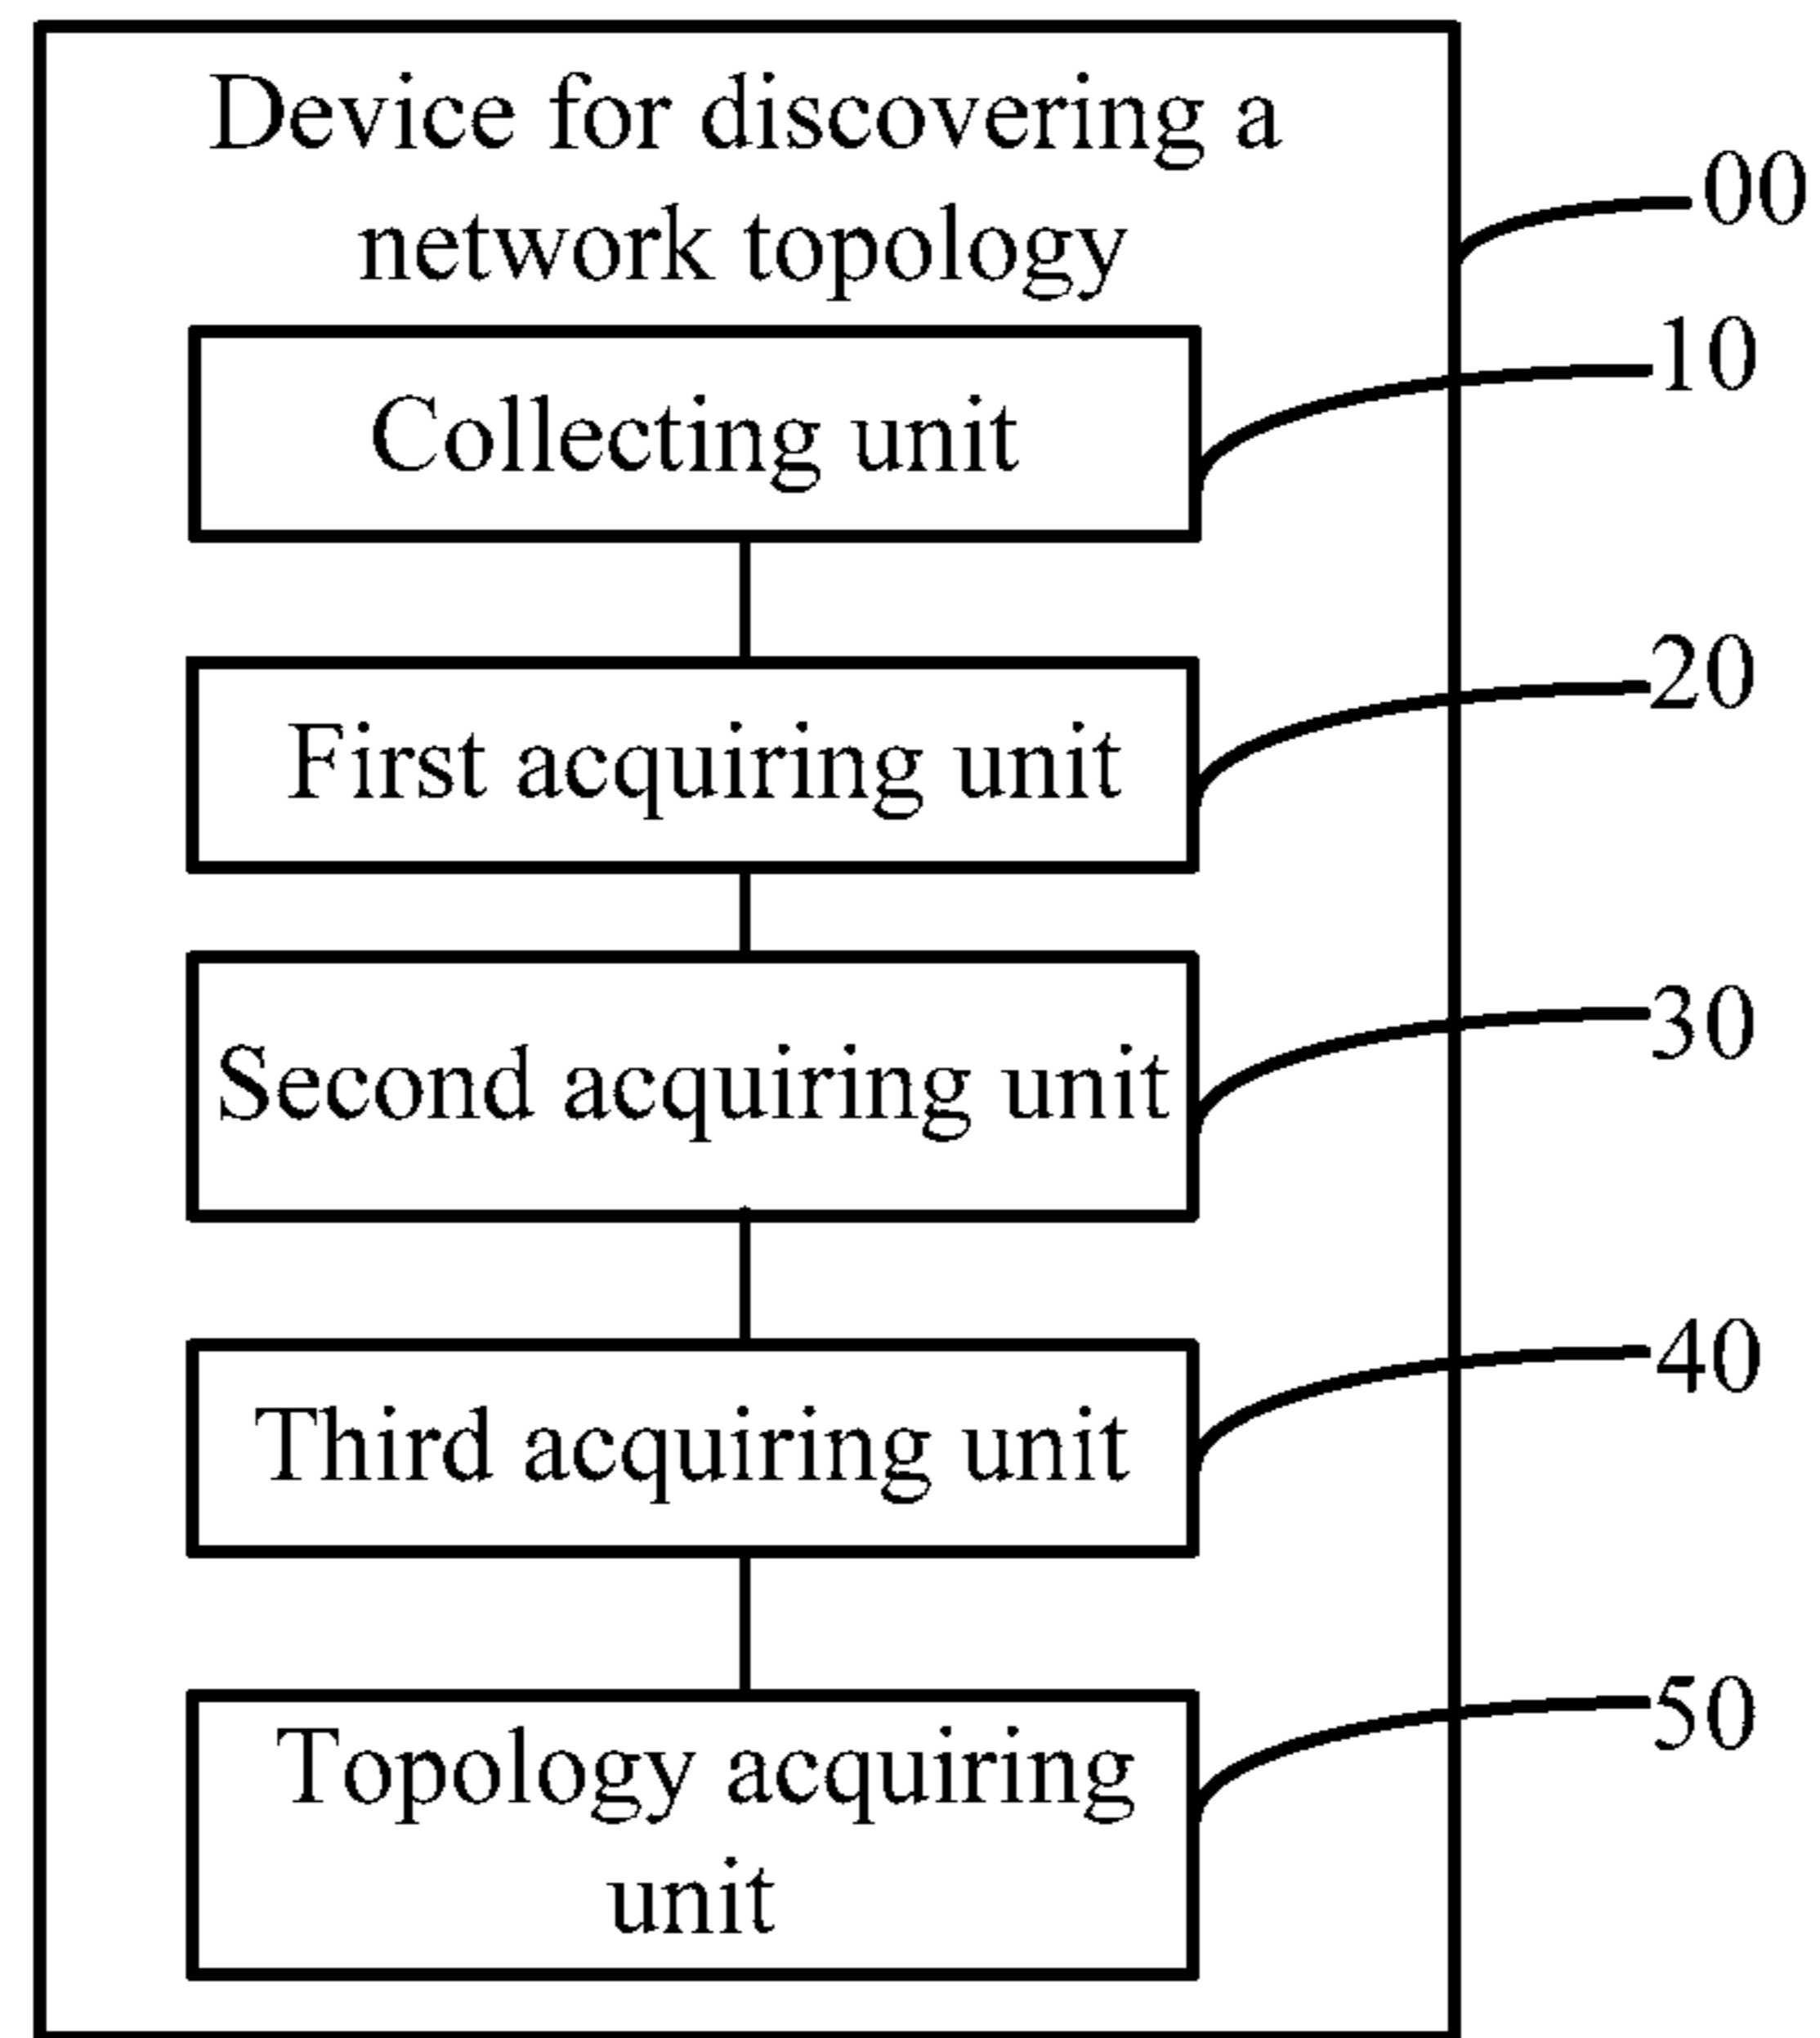 Device for discovering a
network topology
00
Collecting unit
10
First acquiring unit
20
Second acquiring unit
30
Third acquiring unit
40
Topology acquiring
unit
50